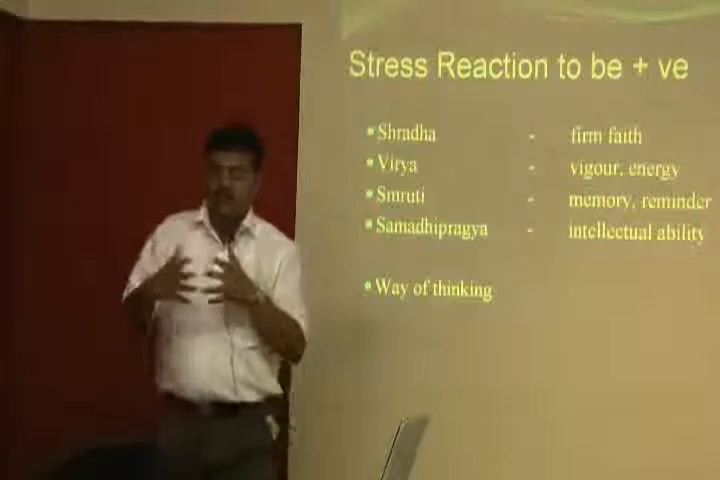 Stress Reaction to be + ve
▪ Shradha - firm faith
▪ Virya - vigour, energy
▪ Smruti - memory, reminder
▪ Samadhipragya - intellectual ability
▪ Way of thinking